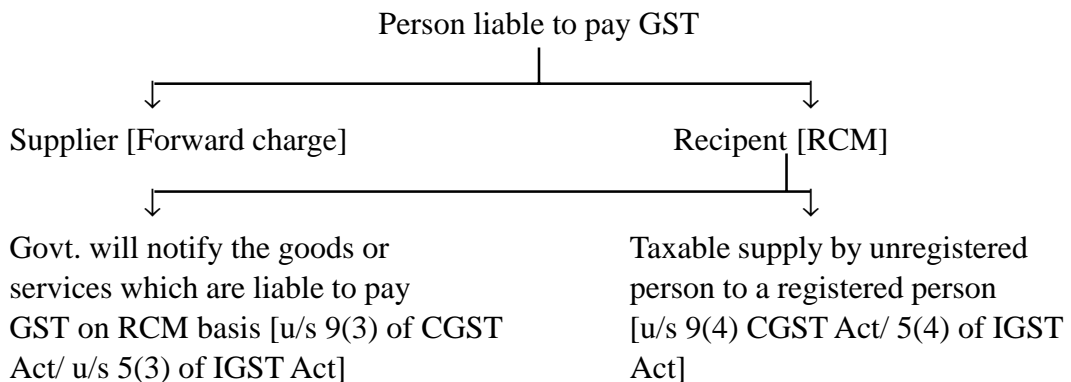 Person liable to pay GST
Supplier [Forward charge]
Recipent [RCM]
Govt. will notify the goods or
services which are liable to pay
GST on RCM basis [u/s 9(3) of CGST
Act/ u/s 5(3) of IGST Act]
Taxable supply by unregistered
person to a registered person
[u/s 9(4) CGST Act/ 5(4) of IGST
Act]